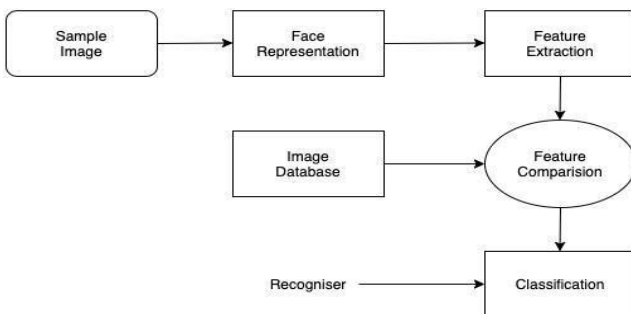 Sample
Image
Face
Representation
Feature
Extraction
Image
Database
Feature
Comparision
Recogniser
Classification